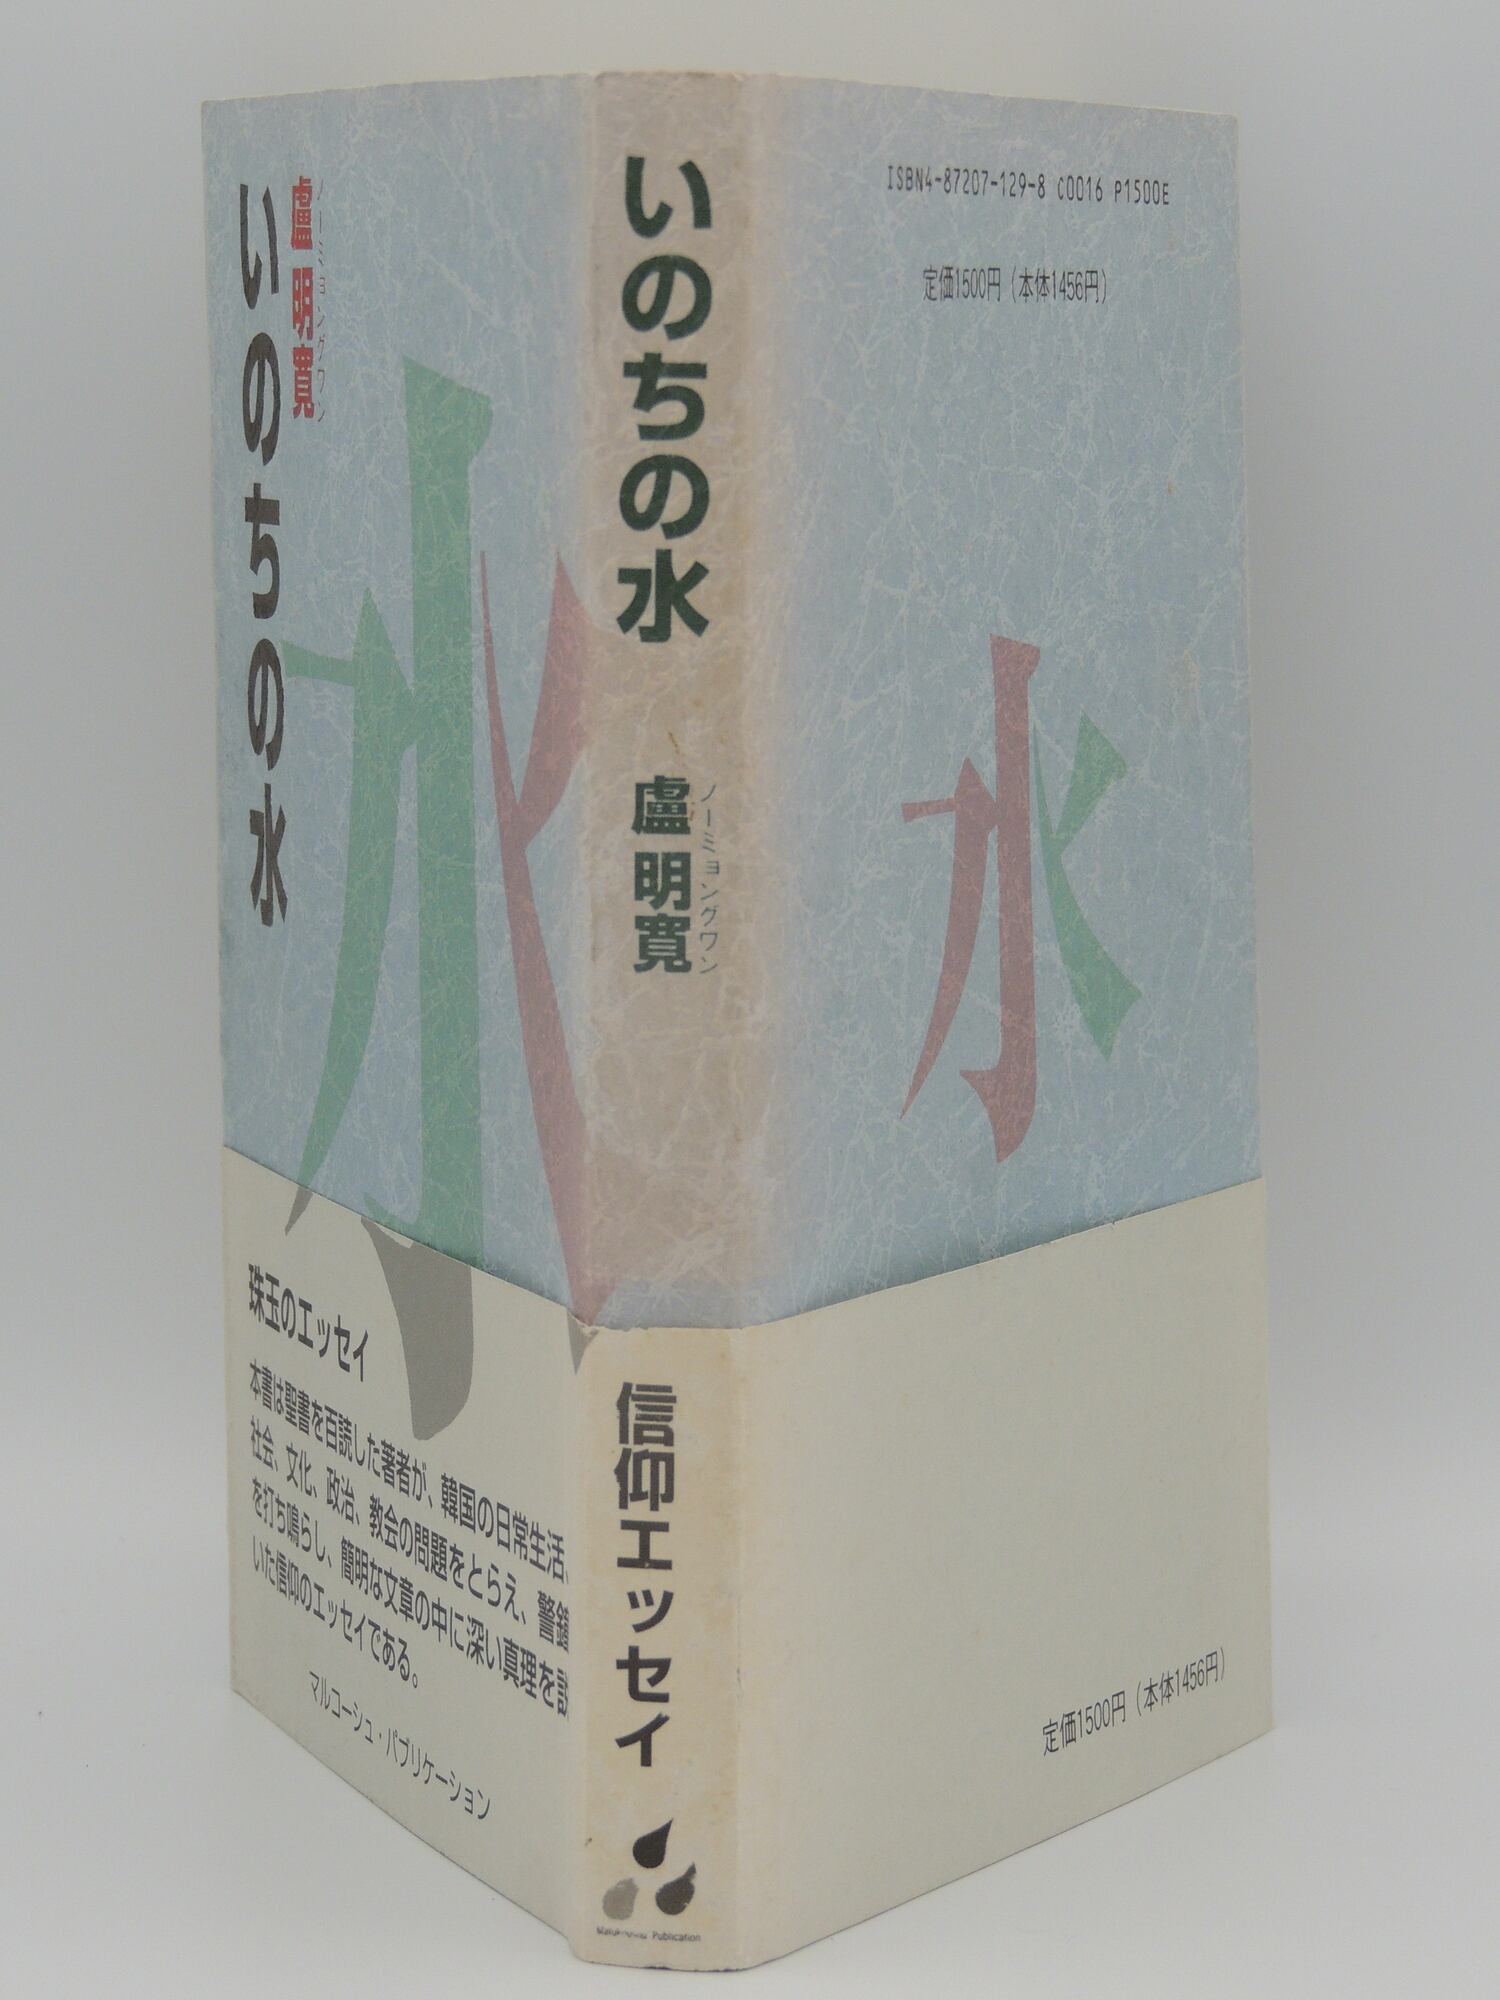 盧明寛
ノーミョングワン
いのちの水
水
珠玉のエッセイ
本書は聖書を百読した著者が、韓国の日常生活、
社会、文化、政治、教会の問題をとらえ、警鐘
を打ち鳴らし、簡明な文章の中に深い真理を説
いた信仰のエッセイである。
マルコーシュ・パブリケーション
いのちの水
盧明寛
ノーミョングワン
信仰エッセイ
Publication
ISBN4-87207-129-8 C0016 P1500E
定価1500円（本体1456円）
水
定価1500円（本体1456円）